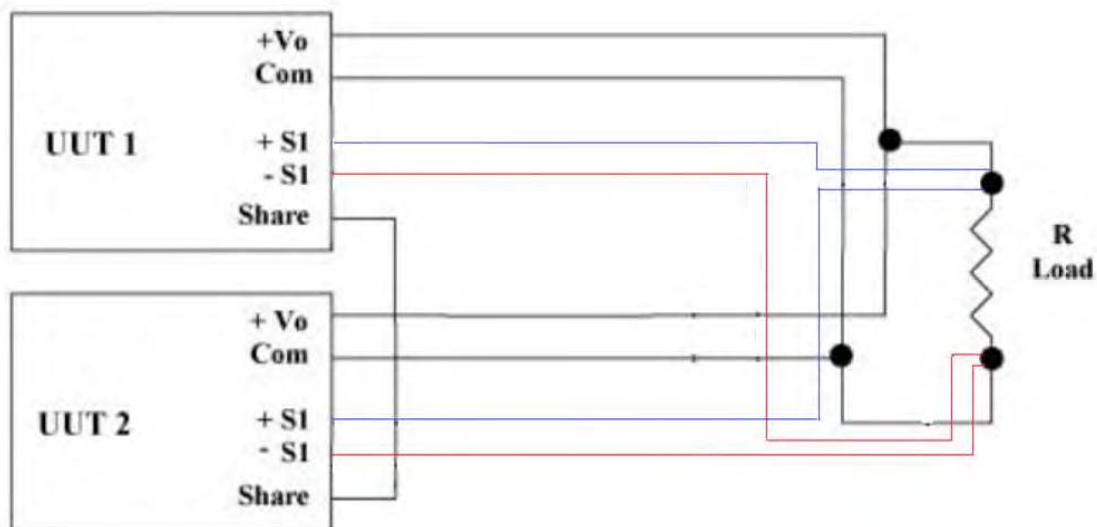 +Vo
Com
UUT 1
+ S1
- S1
Share
R
Load
+ Vo
Com
UUT 2
+ S1
- S1
Share